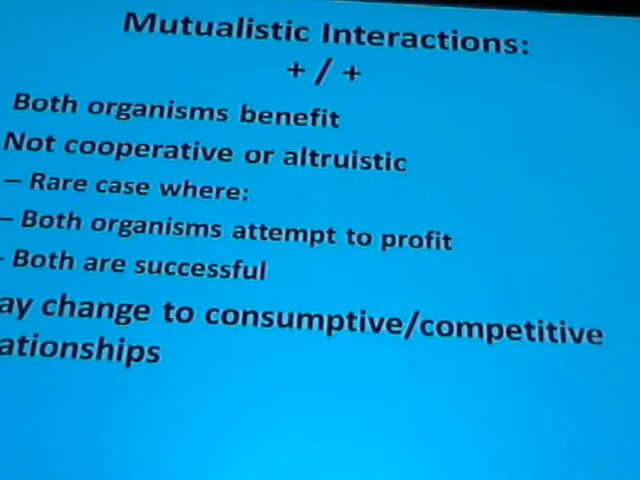 Mutualistic Interactions:
+ / +
Both organisms benefit
Not cooperative or altruistic
– Rare case where:
– Both organisms attempt to profit
- Both are successful
ay change to consumptive/competitive
ationships